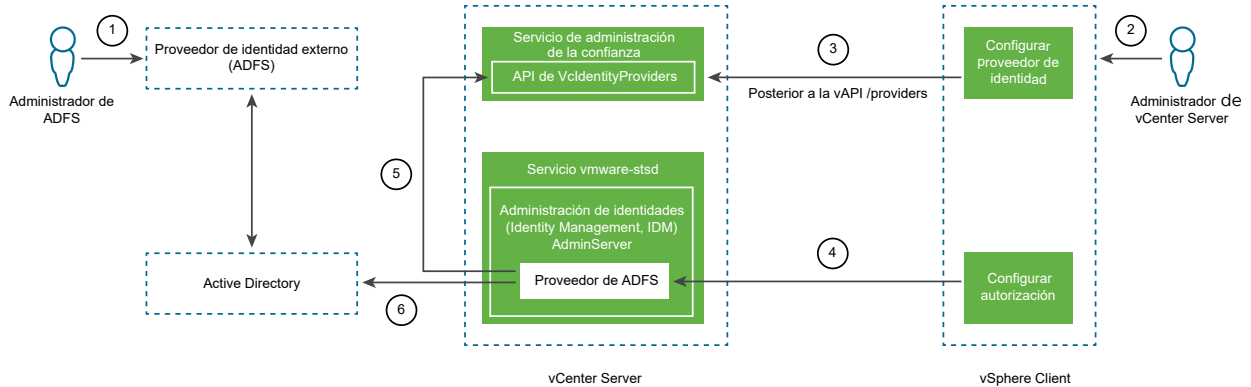 1
Proveedor de identidad externo
(ADFS)
Administrador de
ADFS
Servicio de administración
de la confianza
API de VcIdentityProviders
3
Posterior a la vAPI /providers
Configurar
proveedor de
identidad
2
Administrador de
vCenter Server
5
Servicio vmware-stsd
Administración de identidades
(Identity Management, IDM)
AdminServer
Proveedor de ADFS
4
Configurar
autorización
Active Directory
6
vCenter Server
vSphere Client